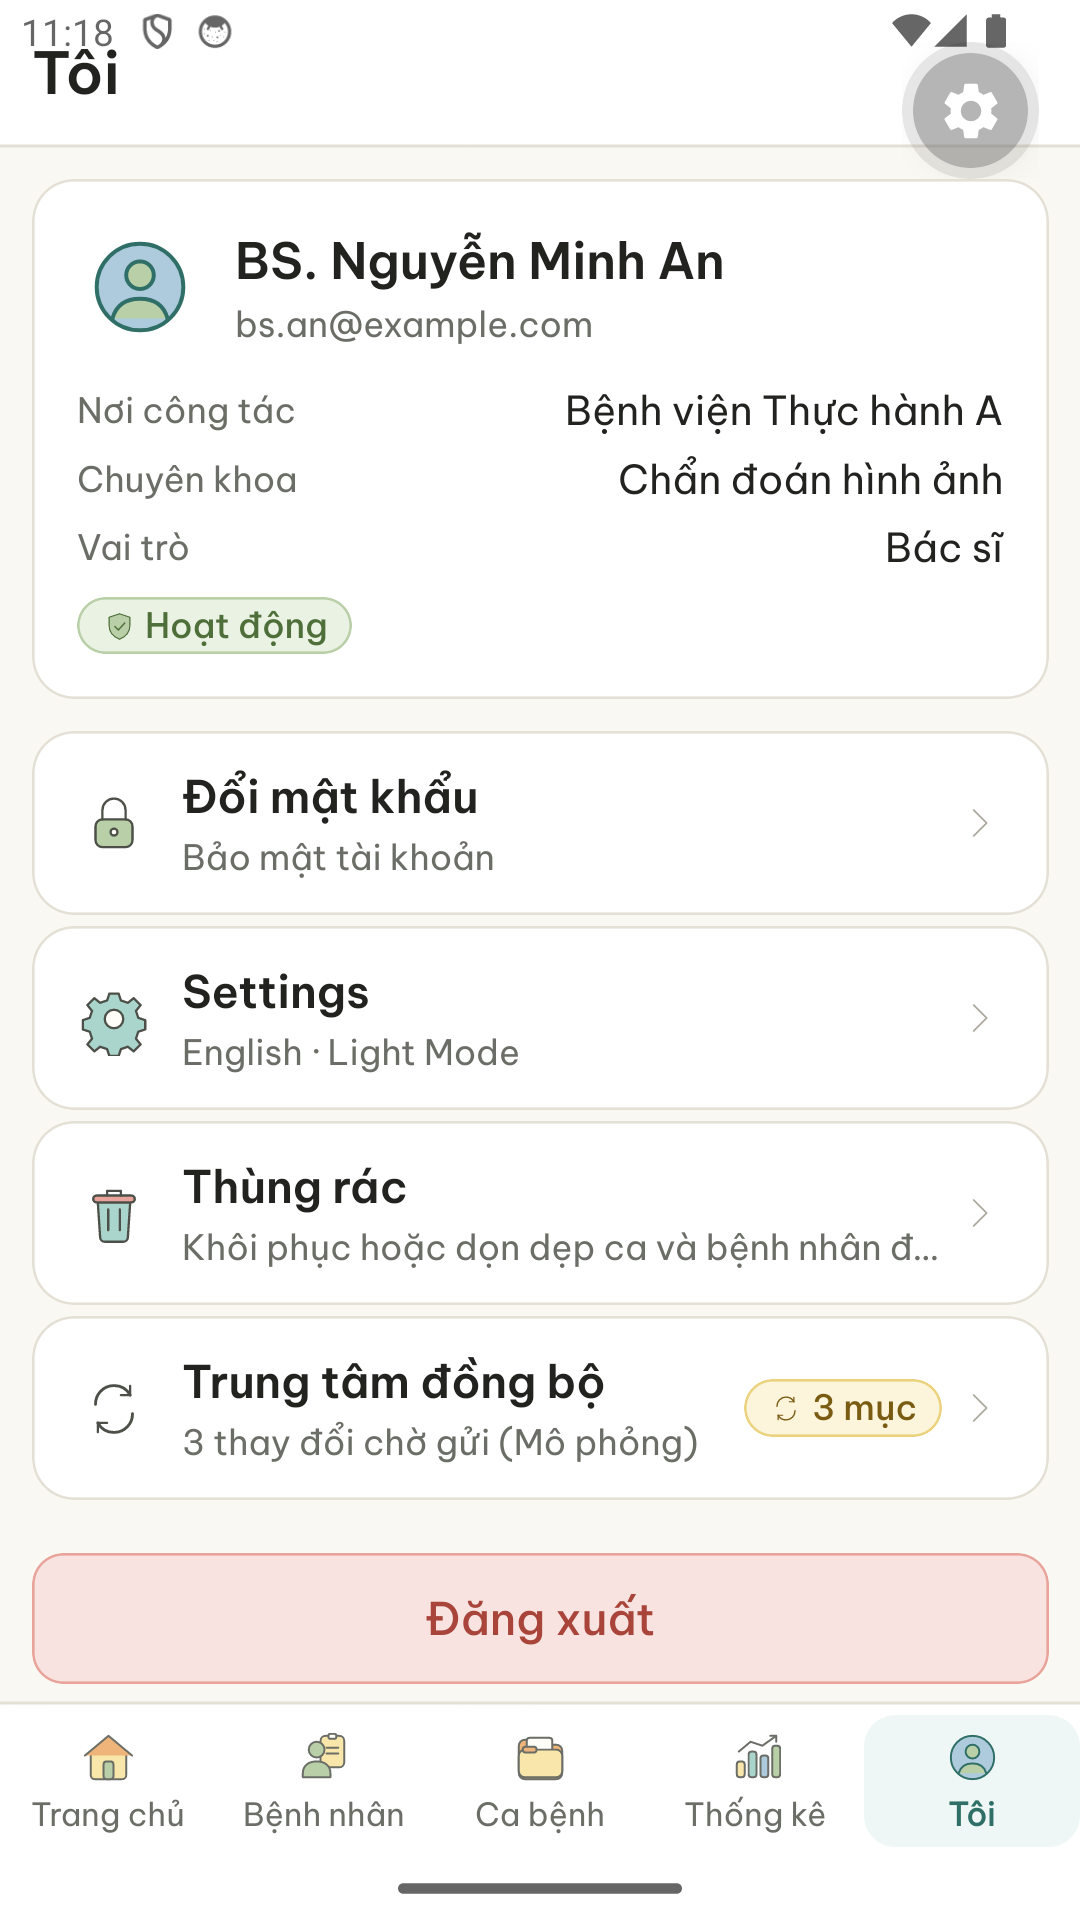 11:18
Tôi
BS. Nguyễn Minh An
bs.an@example.com
Nơi công tác
Bệnh viện Thực hành A
Chuyên khoa
Chẩn đoán hình ảnh
Vai trò
Bác sĩ
Hoạt động
Đổi mật khẩu
Bảo mật tài khoản
Settings
English · Light Mode
Thùng rác
Khôi phục hoặc dọn dẹp ca và bệnh nhân đ...
Trung tâm đồng bộ
3 thay đổi chờ gửi (Mô phỏng)
3 mục
Đăng xuất
Trang chủ
Bệnh nhân
Ca bệnh
Thống kê
Tôi